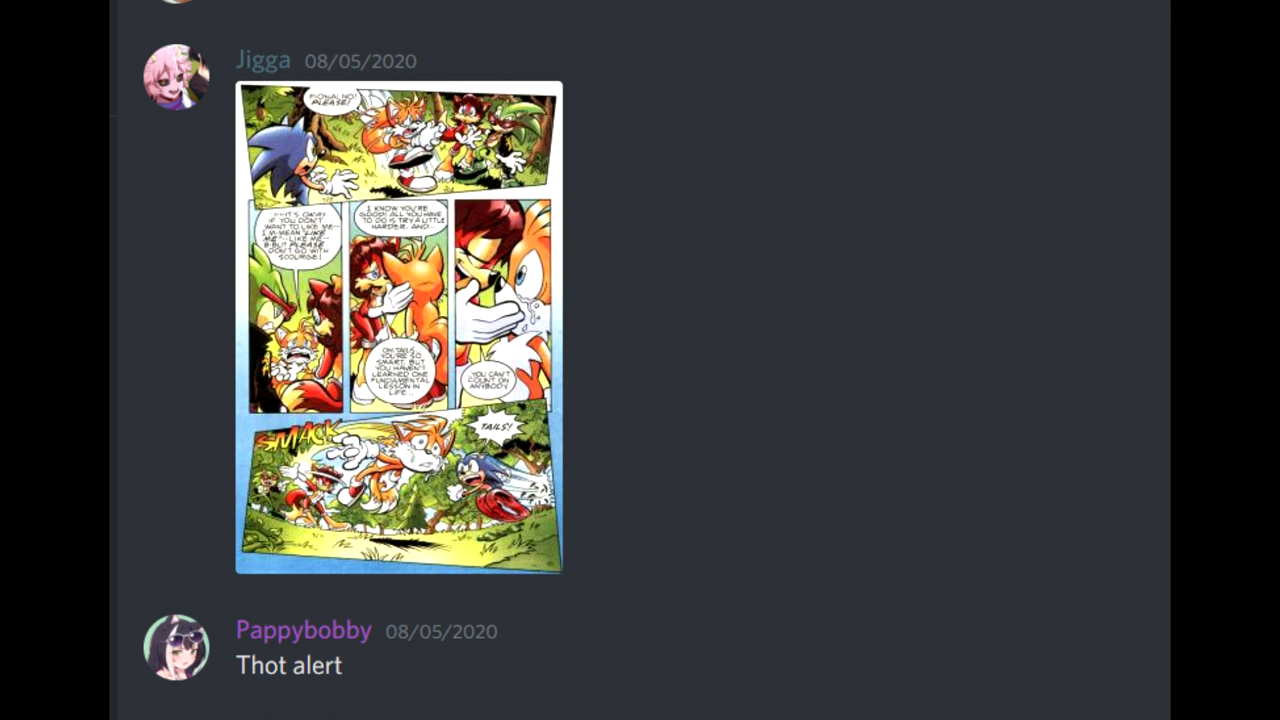 Jigga 08/05/2020
FIONA! NO!
PLEASE!
I-IT'S OKAY
IF YOU DON'T
WANT TO LIKE ME--
I M-MEAN "LIKE
ME"--LIKE ME--
B-BUT PLEASE
DON'T GO WITH
SCOURGE!
I KNOW YOU'RE
GOOD! ALL YOU HAVE
TO DO IS TRY A LITTLE
HARDER, AND...
OH TAILS...
YOU'RE SO
SMART, BUT
YOU HAVEN'T
LEARNED ONE
FUNDAMENTAL
LESSON IN
LIFE...
...YOU CAN'T
COUNT ON
ANYBODY.
SMACK
TAILS!
Pappybobby 08/05/2020
Thot alert